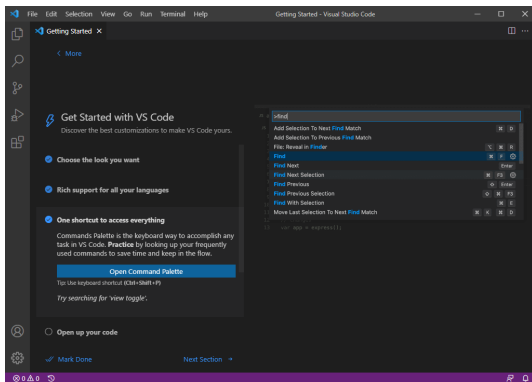 File Edit Selection View Go Run Terminal Help
Getting Started - Visual Studio Code
Getting Started
< More
Get Started with VS Code
Discover the best customizations to make VS Code yours.
Choose the look you want
Rich support for all your languages
One shortcut to access everything
Commands Palette is the keyboard way to accomplish any
task in VS Code. Practice by looking up your frequently
used commands to save time and keep in the flow.
Open Command Palette
Tip: Use keyboard shortcut (Ctrl+Shift+P)
Try searching for 'view toggle'.
Open up your code
Mark Done
Next Section →
>find
Add Selection To Next Find Match ⌘ D
Add Selection To Previous Find Match
File: Reveal in Finder ⌥ ⌘ R
Find ⌘ F
Find Next Enter
Find Next Selection ⌘ F3
Find Previous ⇧ Enter
Find Previous Selection ⇧ ⌘ F3
Find With Selection ⌘ E
Move Last Selection To Next Find Match ⌘ K ⌘ D
var app = express();
0 0